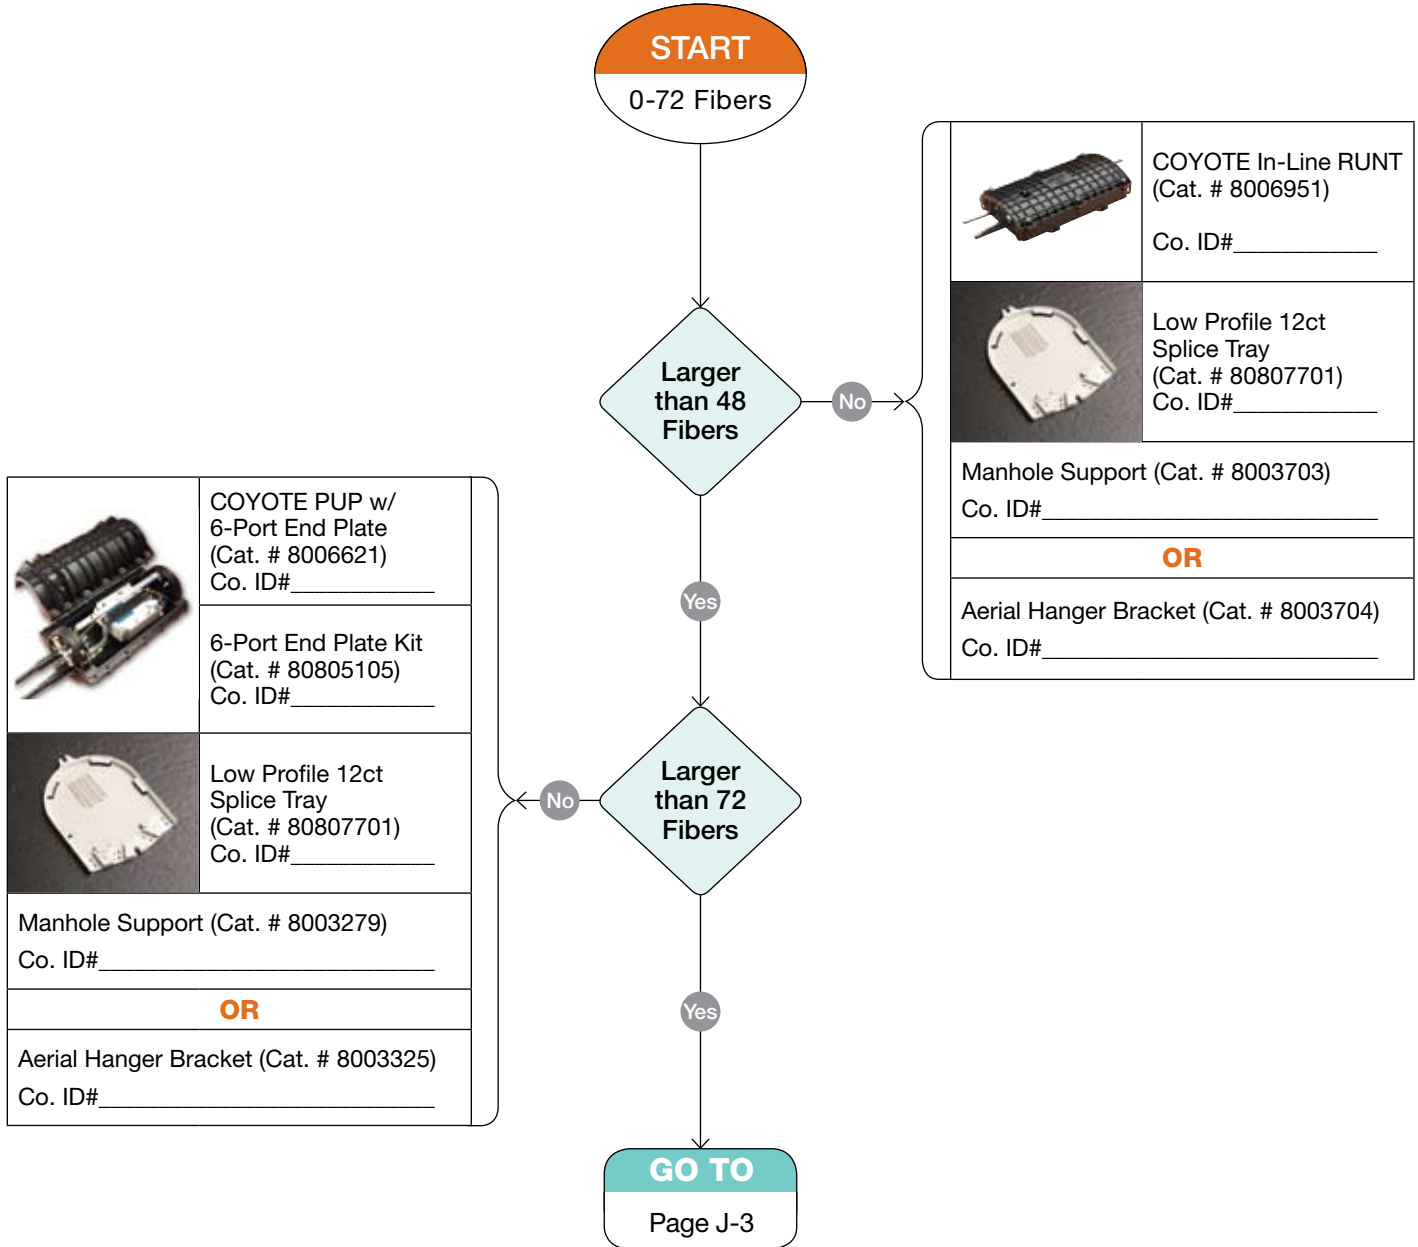 START
0-72 Fibers
Larger
than 48
Fibers
No
COYOTE In-Line RUNT
(Cat. # 8006951)
Co. ID#____________
Low Profile 12ct
Splice Tray
(Cat. # 80807701)
Co. ID#____________
Manhole Support (Cat. # 8003703)
Co. ID#____________________________
OR
Aerial Hanger Bracket (Cat. # 8003704)
Co. ID#____________________________
Yes
Larger
than 72
Fibers
No
COYOTE PUP w/
6-Port End Plate
(Cat. # 8006621)
Co. ID#____________
6-Port End Plate Kit
(Cat. # 80805105)
Co. ID#____________
Low Profile 12ct
Splice Tray
(Cat. # 80807701)
Co. ID#____________
Manhole Support (Cat. # 8003279)
Co. ID#____________________________
OR
Aerial Hanger Bracket (Cat. # 8003325)
Co. ID#____________________________
Yes
GO TO
Page J-3